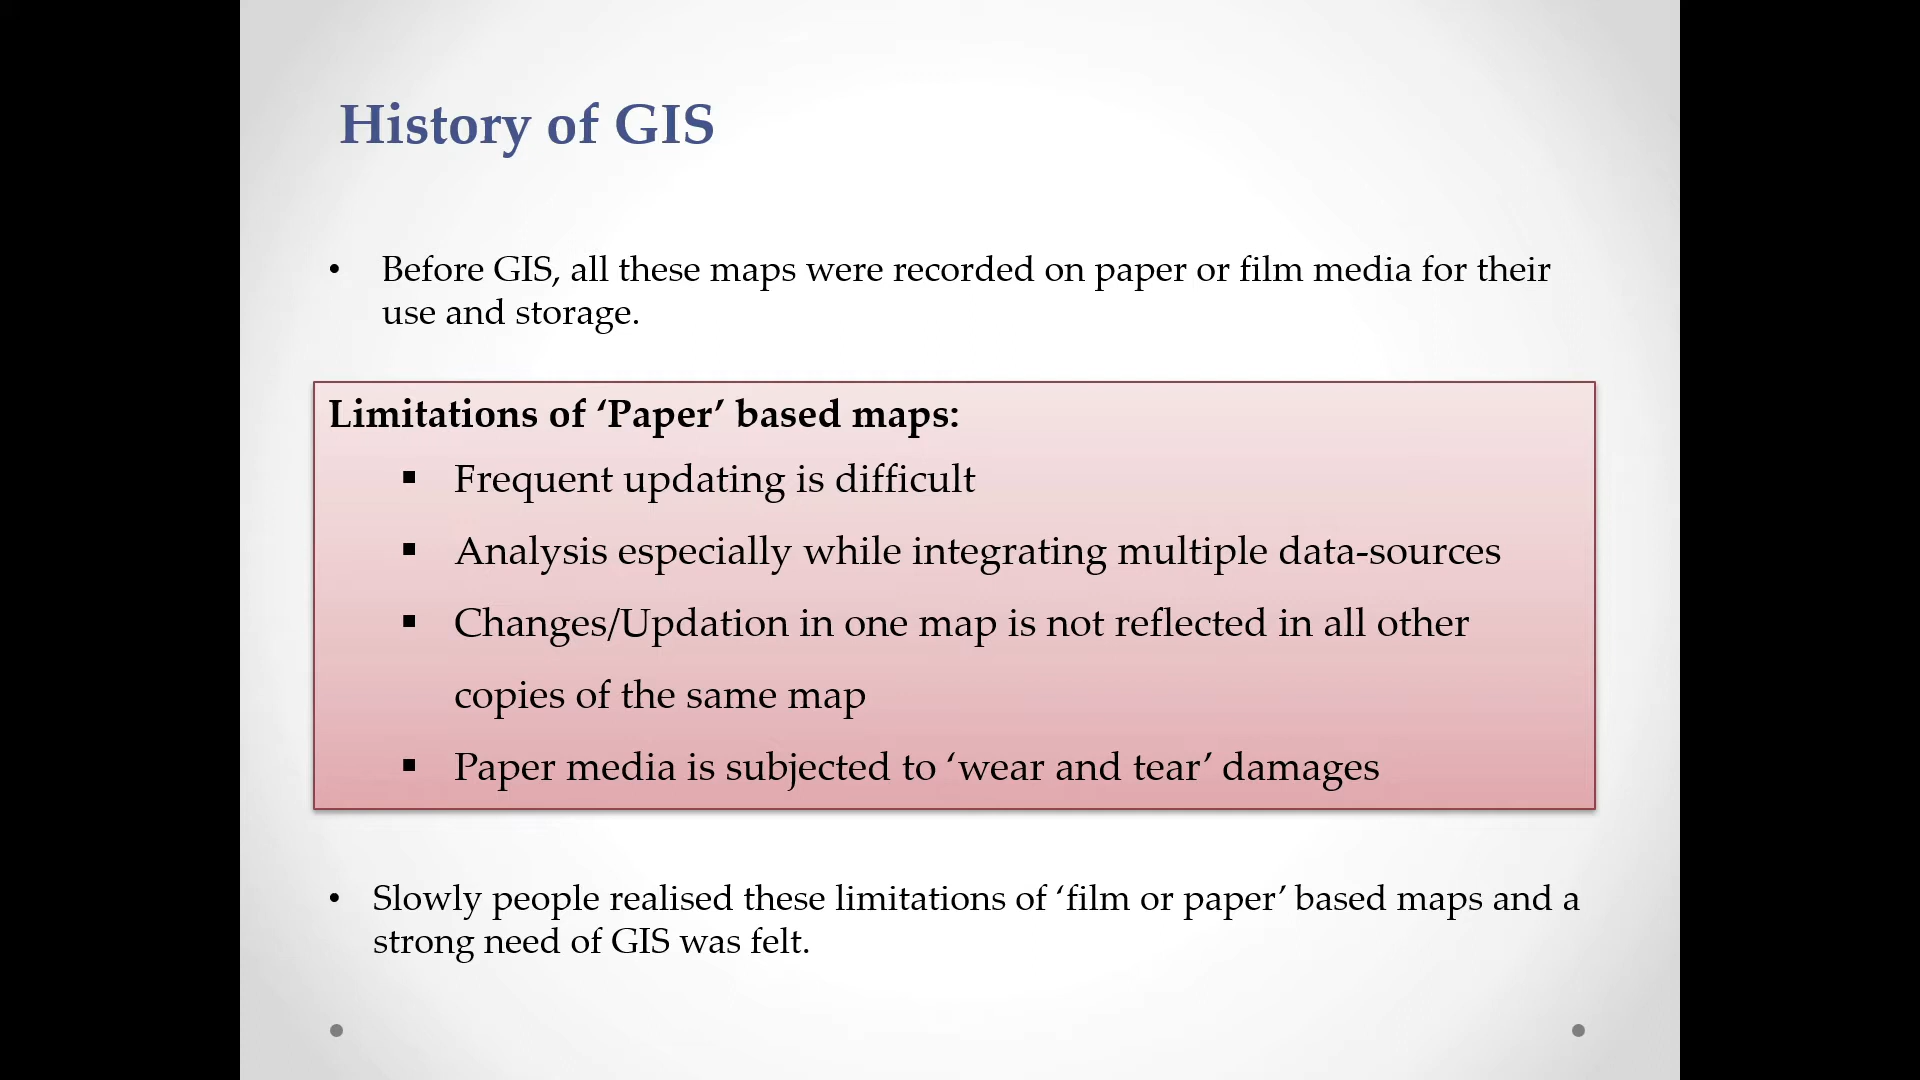 History of GIS
• Before GIS, all these maps were recorded on paper or film media for their
use and storage.
Limitations of ‘Paper’ based maps:
▪ Frequent updating is difficult
▪ Analysis especially while integrating multiple data-sources
▪ Changes/Updation in one map is not reflected in all other
copies of the same map
▪ Paper media is subjected to ‘wear and tear’ damages
• Slowly people realised these limitations of ‘film or paper’ based maps and a
strong need of GIS was felt.